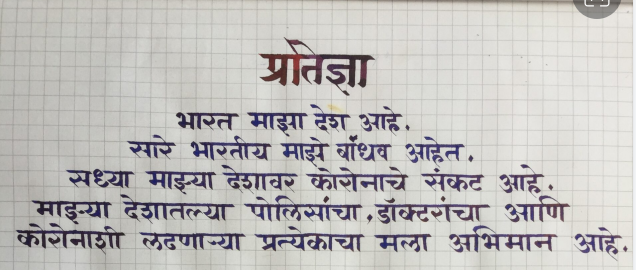 प्रतिज्ञा
भारत माझा देश आहे.
सारे भारतीय माझे बांधव आहेत.
सध्या माझ्या देशावर कोरोनाचे संकट आहे.
माझ्या देशातल्या पोलिसांचा, डॉक्टरांचा आणि
कोरोनाशी लढणाऱ्या प्रत्येकाचा मला अभिमान आहे.